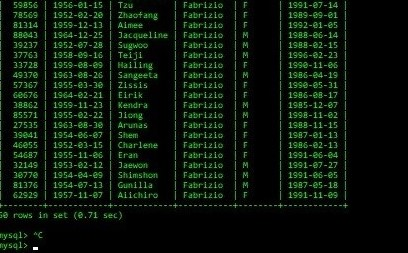 | 59856 | 1956-01-15 | Tzu | Fabrizio | F | 1991-07-14 |
| 78569 | 1952-02-20 | Zhaofang | Fabrizio | F | 1989-09-01 |
| 81314 | 1959-12-13 | Aimee | Fabrizio | F | 1992-01-05 |
| 88043 | 1964-12-25 | Jacqueline | Fabrizio | M | 1988-06-14 |
| 39237 | 1952-07-28 | Sugwoo | Fabrizio | M | 1988-02-15 |
| 37763 | 1958-09-16 | Teiji | Fabrizio | M | 1996-02-23 |
| 33728 | 1959-08-09 | Hailing | Fabrizio | F | 1990-11-06 |
| 49370 | 1963-08-26 | Sangeeta | Fabrizio | M | 1986-04-19 |
| 57367 | 1955-03-30 | Zissis | Fabrizio | F | 1990-05-31 |
| 60676 | 1964-02-21 | Eirik | Fabrizio | F | 1986-08-17 |
| 38862 | 1959-11-23 | Kendra | Fabrizio | M | 1985-12-07 |
| 85571 | 1955-02-22 | Jiong | Fabrizio | M | 1998-11-02 |
| 27535 | 1963-08-30 | Arunas | Fabrizio | F | 1988-11-15 |
| 39041 | 1954-06-07 | Shem | Fabrizio | F | 1987-01-13 |
| 46055 | 1952-03-15 | Charlene | Fabrizio | F | 1986-02-13 |
| 54687 | 1955-11-06 | Eran | Fabrizio | F | 1991-06-04 |
| 32149 | 1953-02-12 | Jaewon | Fabrizio | M | 1991-07-27 |
| 30770 | 1954-04-09 | Shimshon | Fabrizio | M | 1991-06-05 |
| 81376 | 1954-07-13 | Gunilla | Fabrizio | M | 1987-05-18 |
| 62929 | 1957-11-07 | Aiichiro | Fabrizio | F | 1991-11-09 |
rows in set (0.71 sec)
mysql> ^C
mysql>